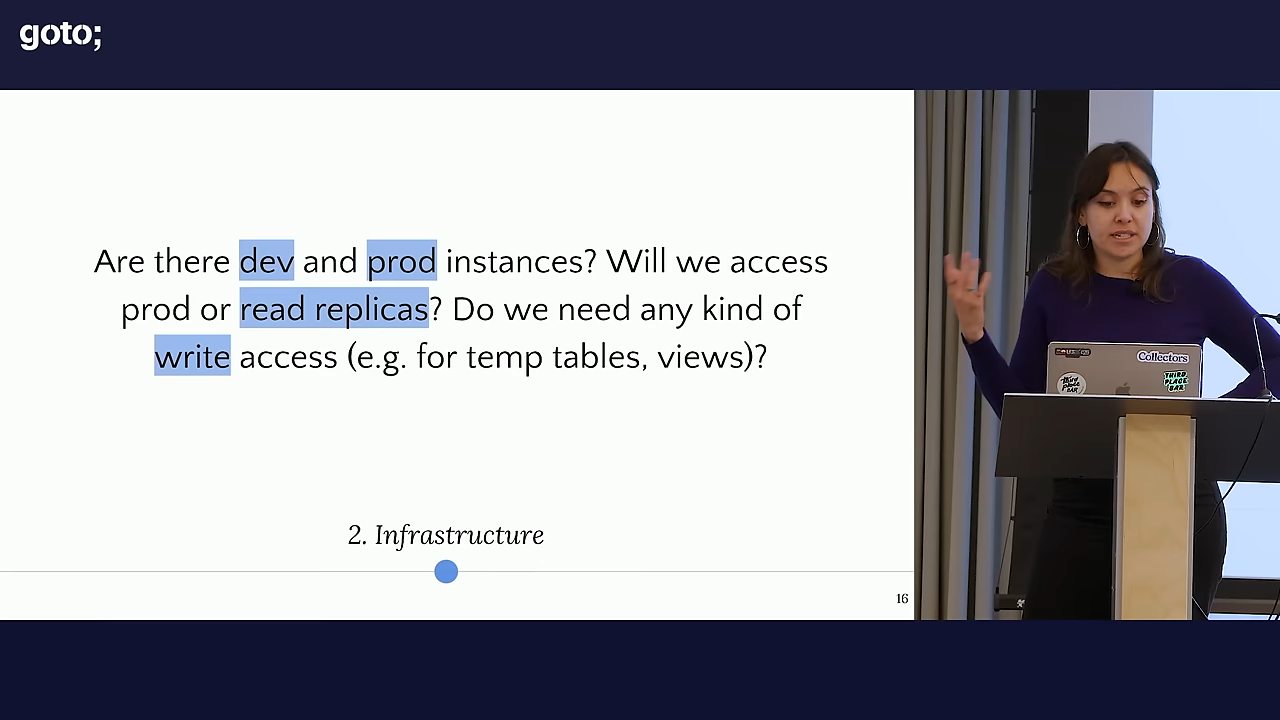 goto;
Are there dev and prod instances? Will we access
prod or read replicas? Do we need any kind of
write access (e.g. for temp tables, views)?
2. Infrastructure
16
Collectors
THIRD
PLACE
BAR